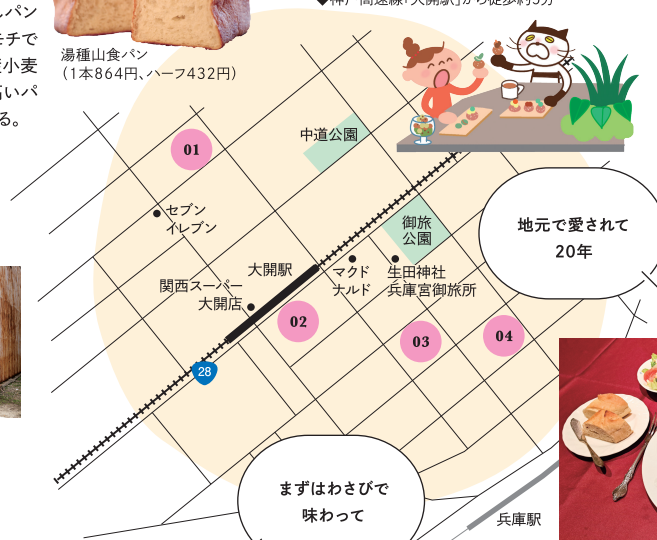 パン
モチで
小麦
いパ
る。
湯種山食パン
（1本864円、ハーフ432円）
◆神戸高速線「大開駅」から徒歩約5分
01
中道公園
セブン
イレブン
御旅
公園
地元で愛されて
20年
大開駅
関西スーパー
大開店
マクド
ナルド
生田神社
兵庫宮御旅所
02
03
04
28
まずはわさびで
味わって
兵庫駅